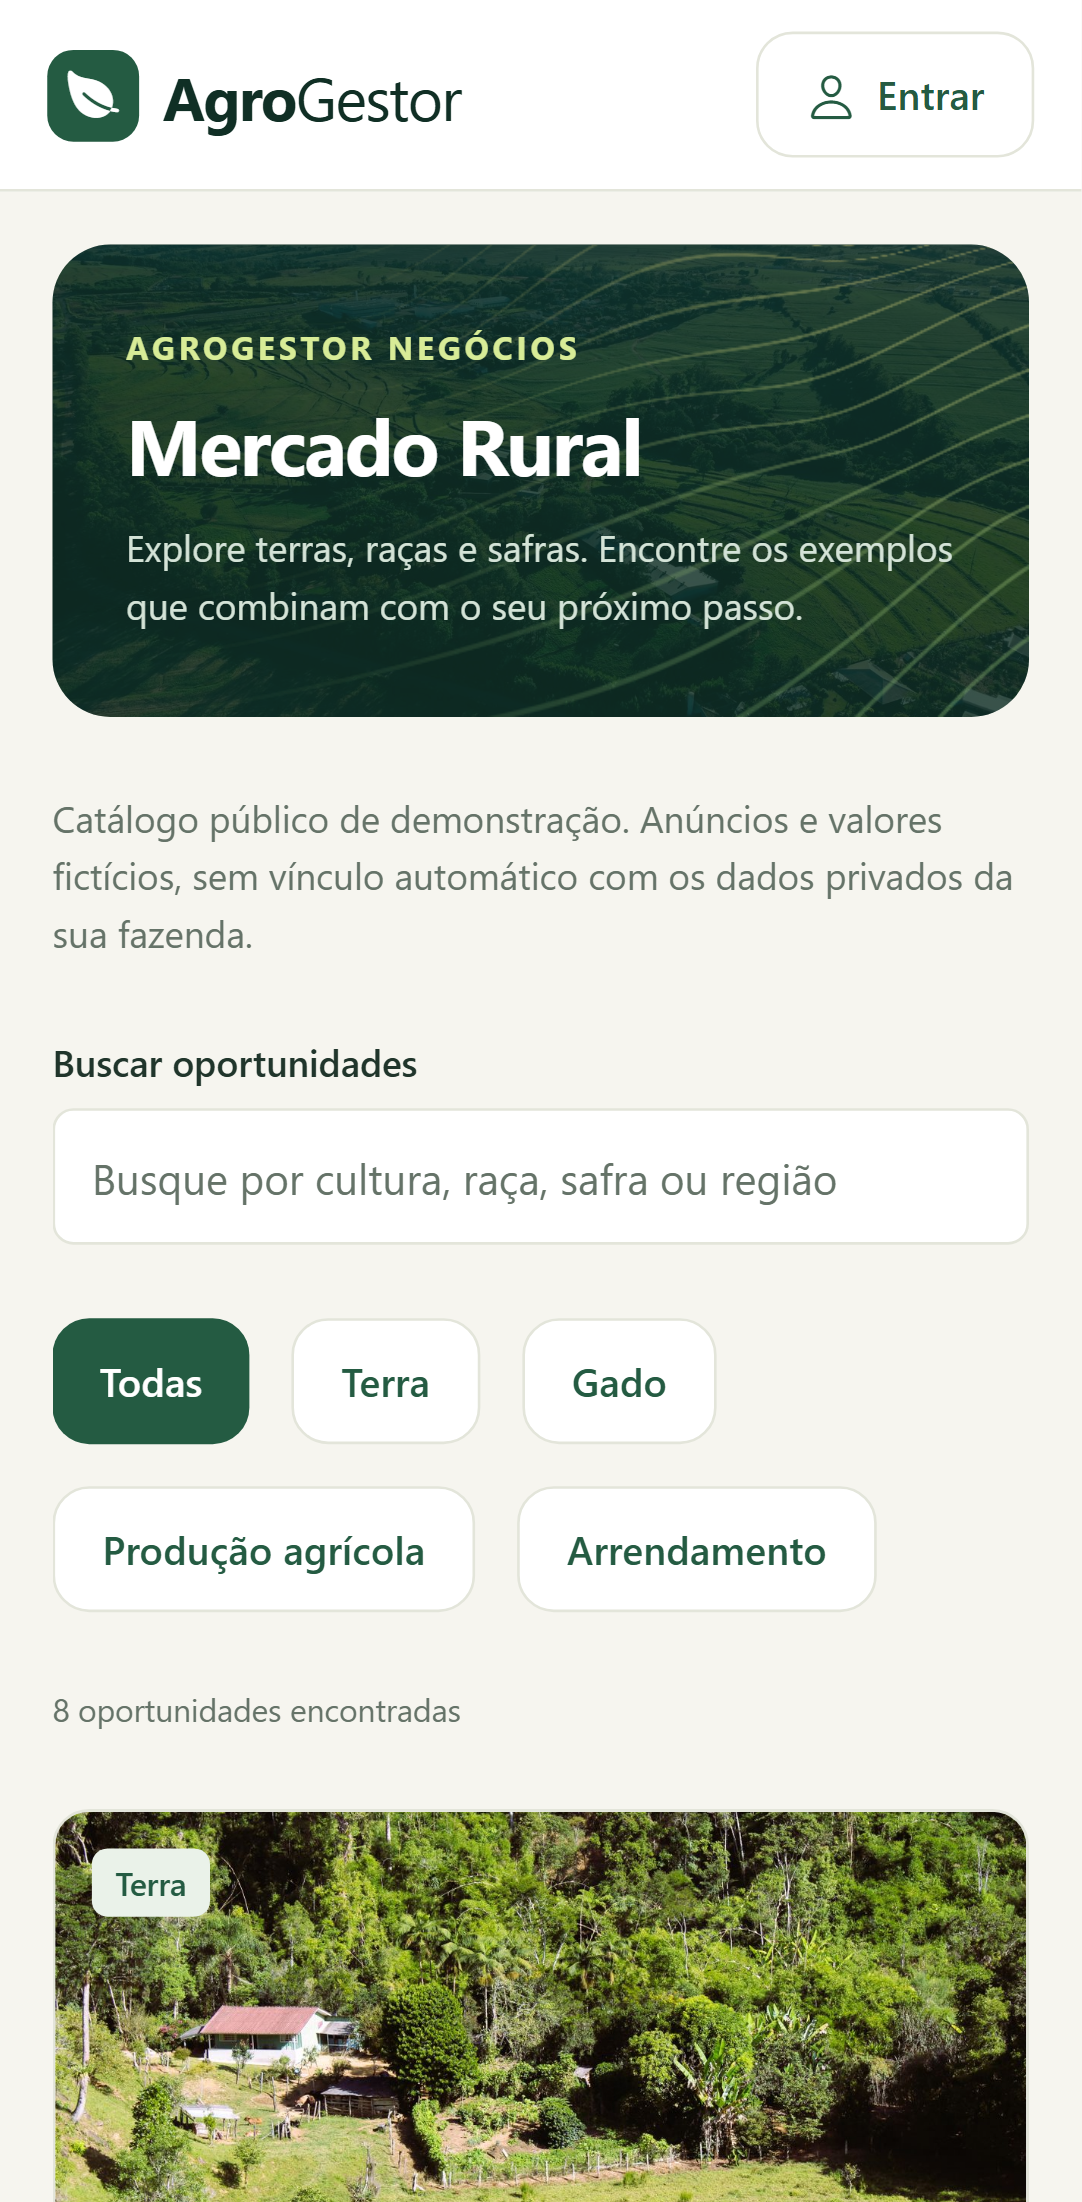 AgroGestor
Entrar
AGROGESTOR NEGÓCIOS
Mercado Rural
Explore terras, raças e safras. Encontre os exemplos
que combinam com o seu próximo passo.
Catálogo público de demonstração. Anúncios e valores
fictícios, sem vínculo automático com os dados privados da
sua fazenda.
Buscar oportunidades
Busque por cultura, raça, safra ou região
Todas
Terra
Gado
Produção agrícola
Arrendamento
8 oportunidades encontradas
Terra